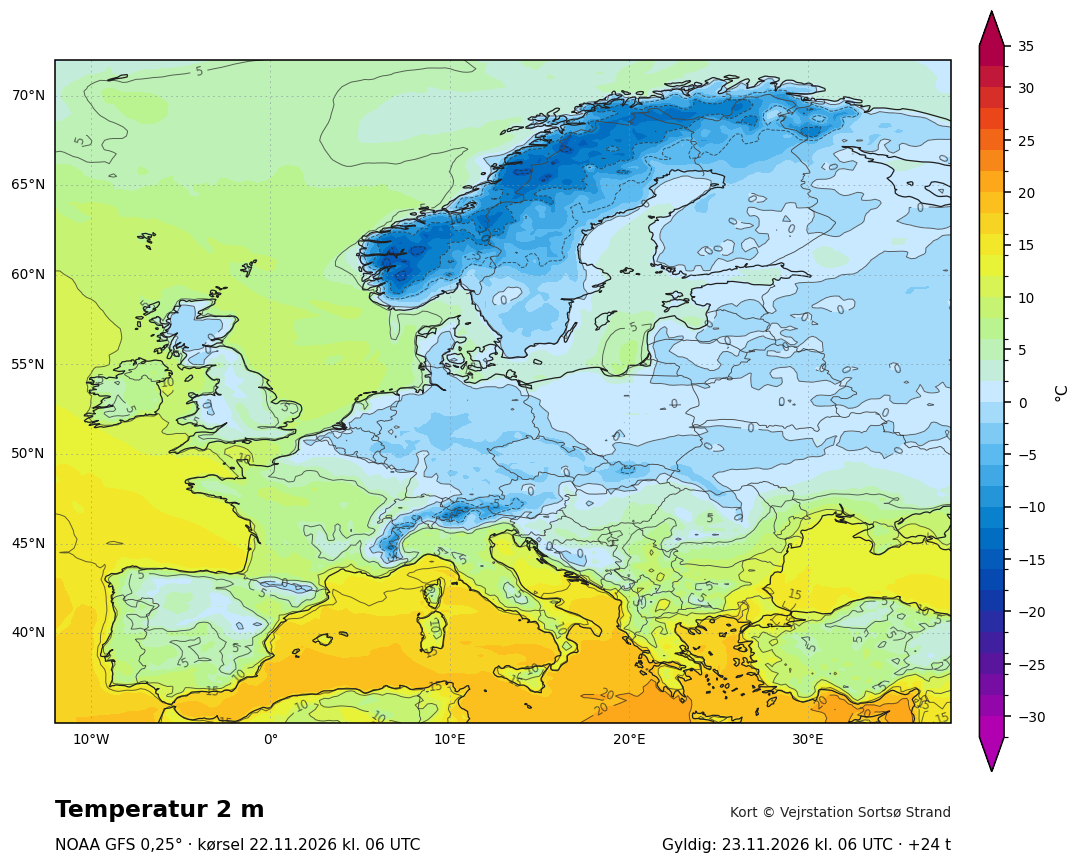 70°N
65°N
60°N
55°N
50°N
45°N
40°N
10°W
0°
10°E
20°E
30°E
35
30
25
20
15
10
5
0
−5
−10
−15
−20
−25
−30
°C
Temperatur 2 m
Kort © Vejrstation Sortsø Strand
NOAA GFS 0,25° · kørsel 22.11.2026 kl. 06 UTC
Gyldig: 23.11.2026 kl. 06 UTC · +24 t